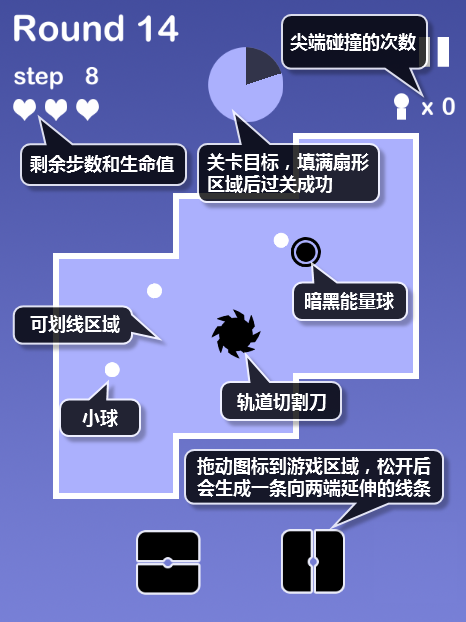 Round 14
尖端碰撞的次数
step 8
x 0
剩余步数和生命值
关卡目标，填满扇形
区域后过关成功
暗黑能量球
可划线区域
轨道切割刀
小球
拖动图标到游戏区域，松开后
会生成一条向两端延伸的线条